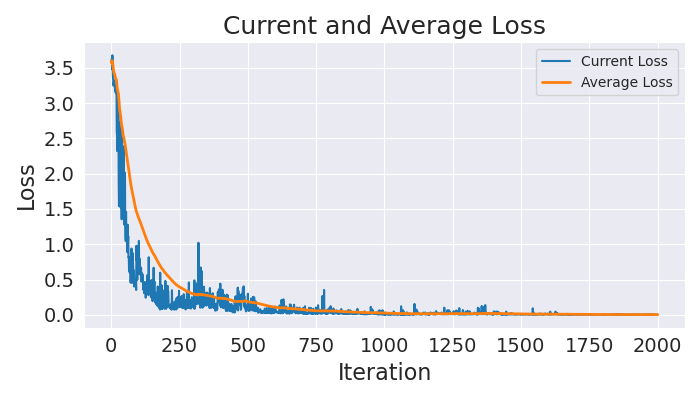 Current and Average Loss
Current Loss
Average Loss
3.5
3.0
2.5
2.0
1.5
1.0
0.5
0.0
Loss
0 250 500 750 1000 1250 1500 1750 2000
Iteration